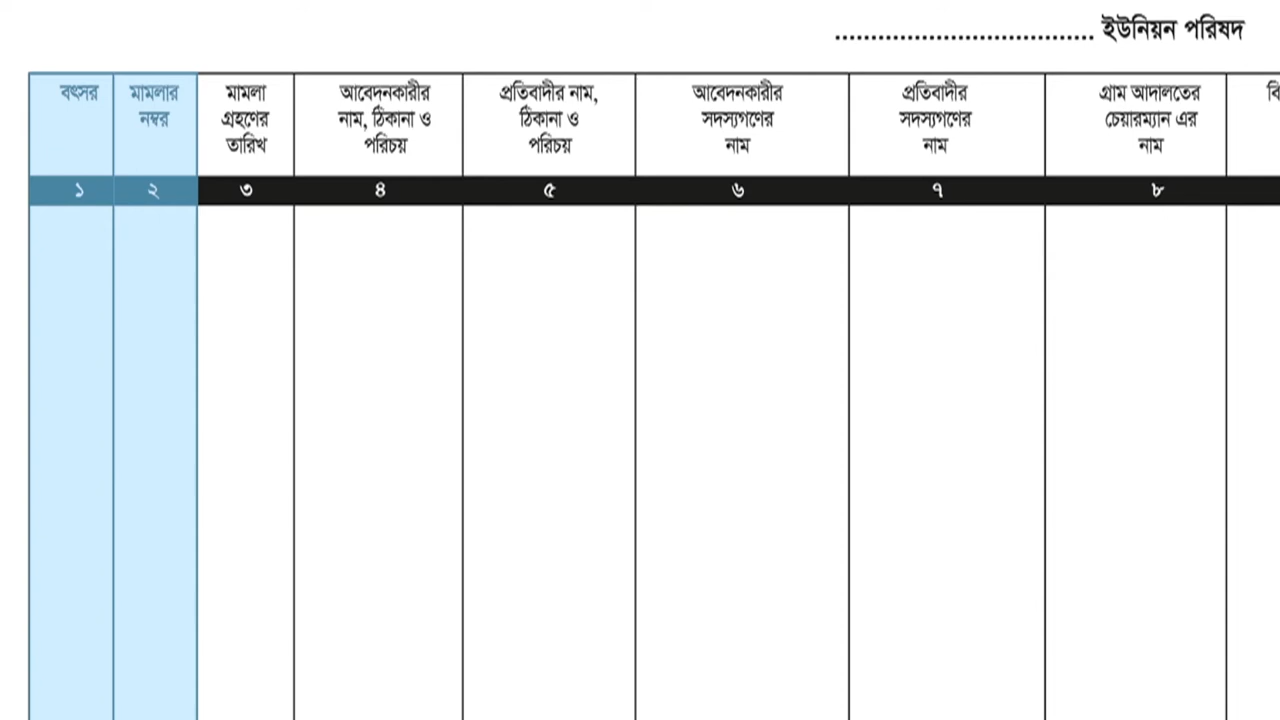 ................................... ইউনিয়ন পরিষদ
বৎসর
মামলার
নম্বর
মামলা
গ্রহণের
তারিখ
আবেদনকারীর
নাম, ঠিকানা ও
পরিচয়
প্রতিবাদীর নাম,
ঠিকানা ও
পরিচয়
আবেদনকারীর
সদস্যগণের
নাম
প্রতিবাদীর
সদস্যগণের
নাম
গ্রাম আদালতের
চেয়ারম্যান এর
নাম
১ ২ ৩ ৪ ৫ ৬ ৭ ৮